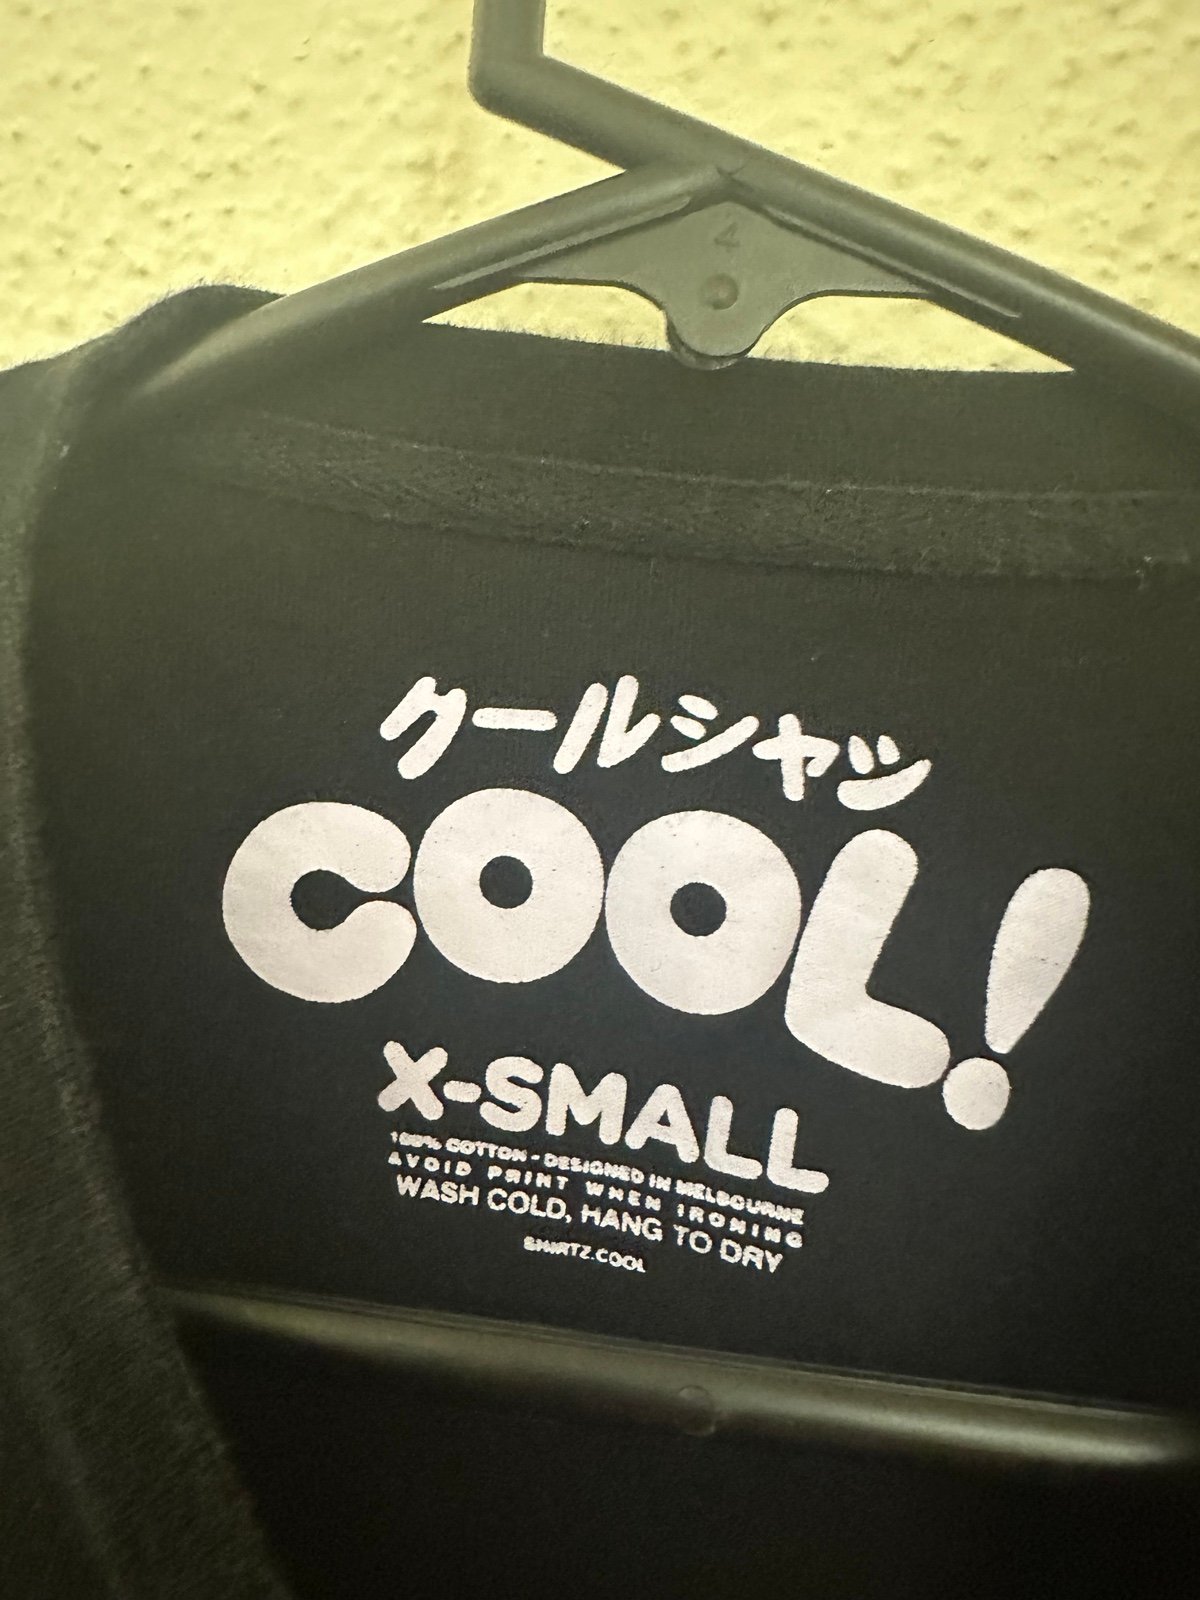 4
クールシャツ
COOL!
X-SMALL
100% COTTON - DESIGNED IN MELBOURNE
AVOID PRINT WHEN IRONING
WASH COLD, HANG TO DRY
SHIRTZ.COOL